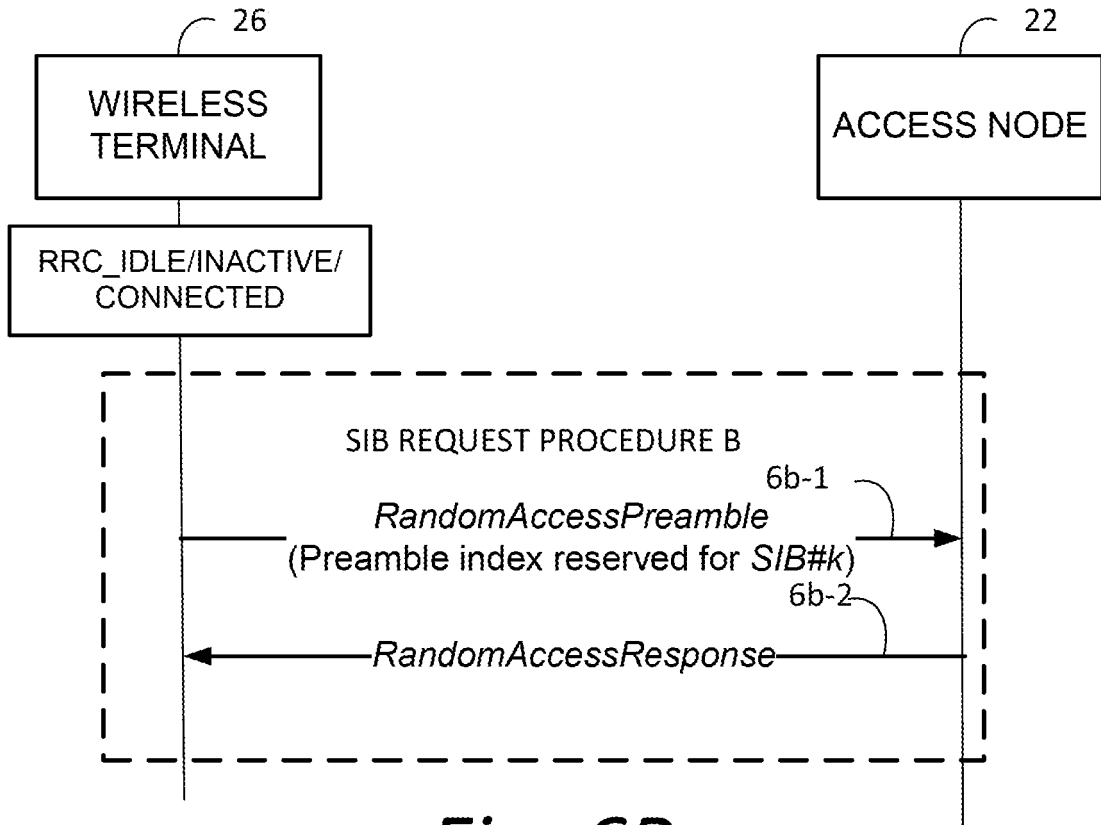 26
22
WIRELESS
TERMINAL
ACCESS NODE
RRC_IDLE/INACTIVE/
CONNECTED
SIB REQUEST PROCEDURE B
6b-1
RandomAccessPreamble
(Preamble index reserved for SIB#k)
6b-2
RandomAccessResponse